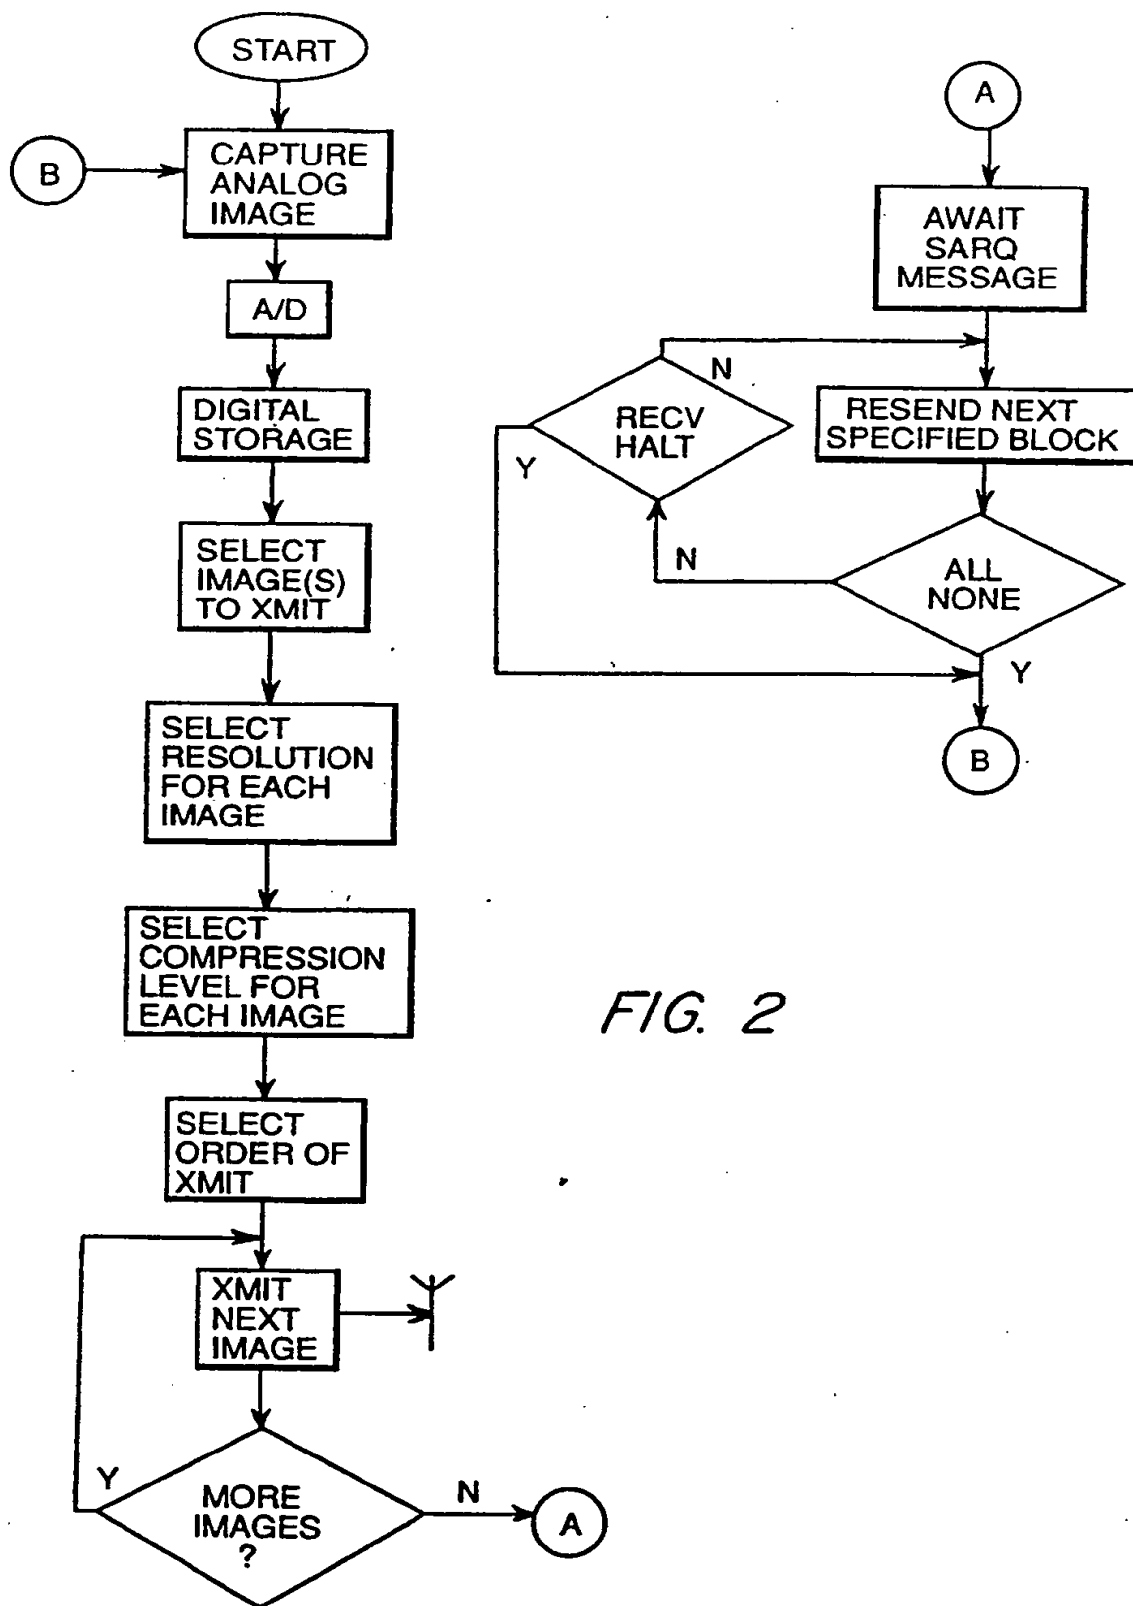 START
B
CAPTURE
ANALOG
IMAGE
A/D
DIGITAL
STORAGE
SELECT
IMAGE(S)
TO XMIT
SELECT
RESOLUTION
FOR EACH
IMAGE
SELECT
COMPRESSION
LEVEL FOR
EACH IMAGE
SELECT
ORDER OF
XMIT
XMIT
NEXT
IMAGE
Y
MORE
IMAGES
?
N
A
A
AWAIT
SARQ
MESSAGE
N
RECV
HALT
Y
RESEND NEXT
SPECIFIED BLOCK
N
ALL
NONE
Y
B
FIG. 2